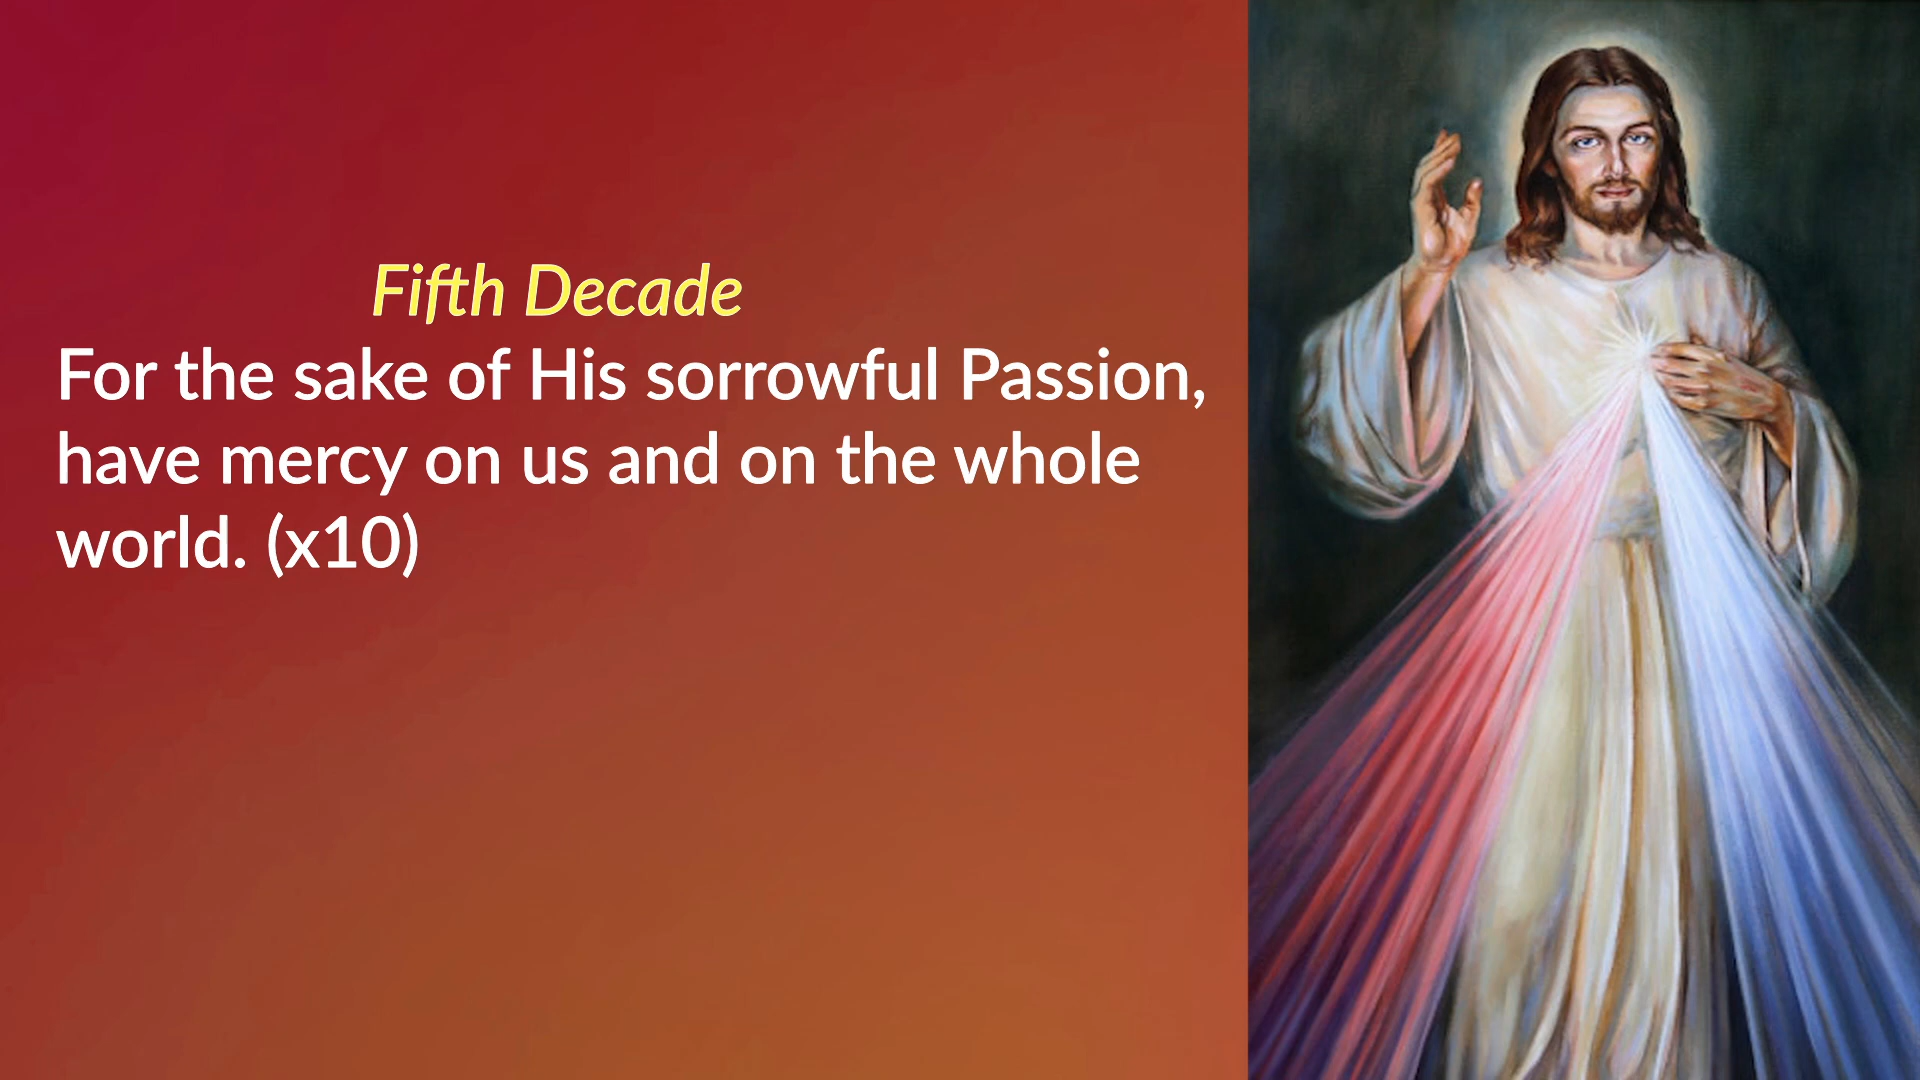 Fifth Decade
For the sake of His sorrowful Passion,
have mercy on us and on the whole
world. (x10)